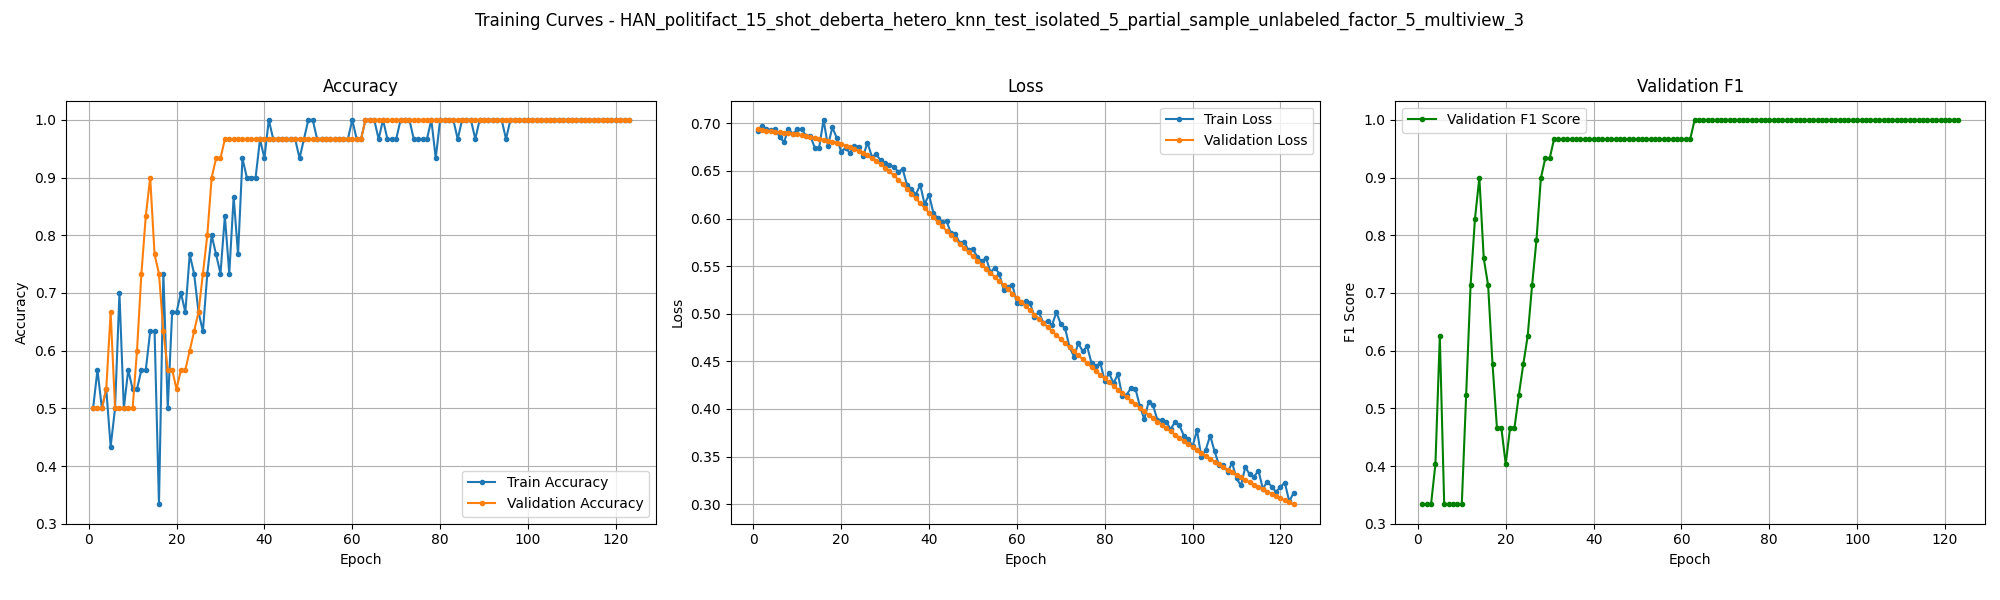 Training Curves - HAN_politifact_15_shot_deberta_hetero_knn_test_isolated_5_partial_sample_unlabeled_factor_5_multiview_3
Accuracy
Accuracy
1.0
0.9
0.8
0.7
0.6
0.5
0.4
0.3
0 20 40 60 80 100 120
Epoch
Train Accuracy
Validation Accuracy
Loss
Loss
0.70
0.65
0.60
0.55
0.50
0.45
0.40
0.35
0.30
0 20 40 60 80 100 120
Epoch
Train Loss
Validation Loss
Validation F1
F1 Score
1.0
0.9
0.8
0.7
0.6
0.5
0.4
0.3
0 20 40 60 80 100 120
Epoch
Validation F1 Score